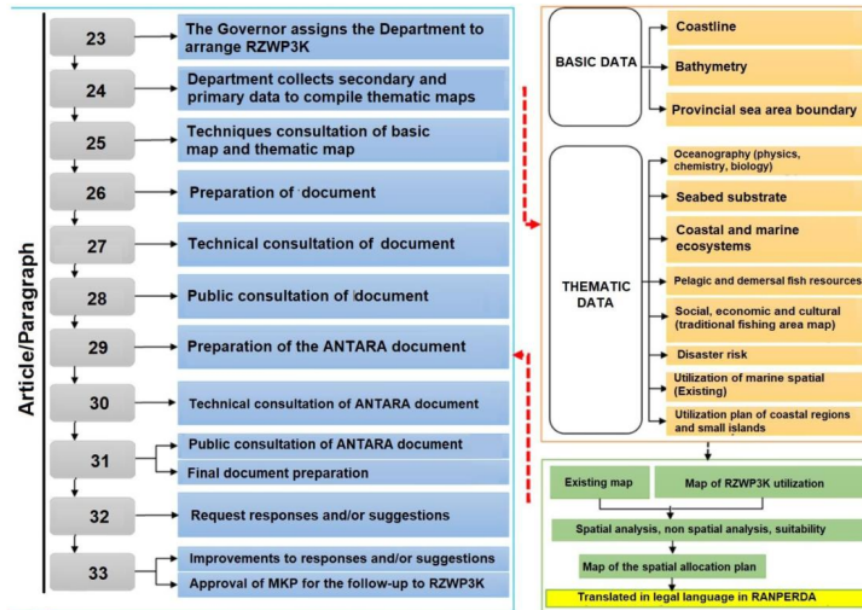 Article/Paragraph
23
The Governor assigns the Department to
arrange RZWP3K
24
Department collects secondary and
primary data to compile thematic maps
25
Techniques consultation of basic
map and thematic map
26
Preparation of document
27
Technical consultation of document
28
Public consultation of document
29
Preparation of the ANTARA document
30
Technical consultation of ANTARA document
31
Public consultation of ANTARA document
Final document preparation
32
Request responses and/or suggestions
33
Improvements to responses and/or suggestions
Approval of MKP for the follow-up to RZWP3K
BASIC DATA
Coastline
Bathymetry
Provincial sea area boundary
THEMATIC
DATA
Oceanography (physics,
chemistry, biology)
Seabed substrate
Coastal and marine
ecosystems
Pelagic and demersal fish resources
Social, economic and cultural
(traditional fishing area map)
Disaster risk
Utilization of marine spatial
(Existing)
Utilization plan of coastal regions
and small islands
Existing map
Map of RZWP3K utilization
Spatial analysis, non spatial analysis, suitability
Map of the spatial allocation plan
Translated in legal language in RANPERDA